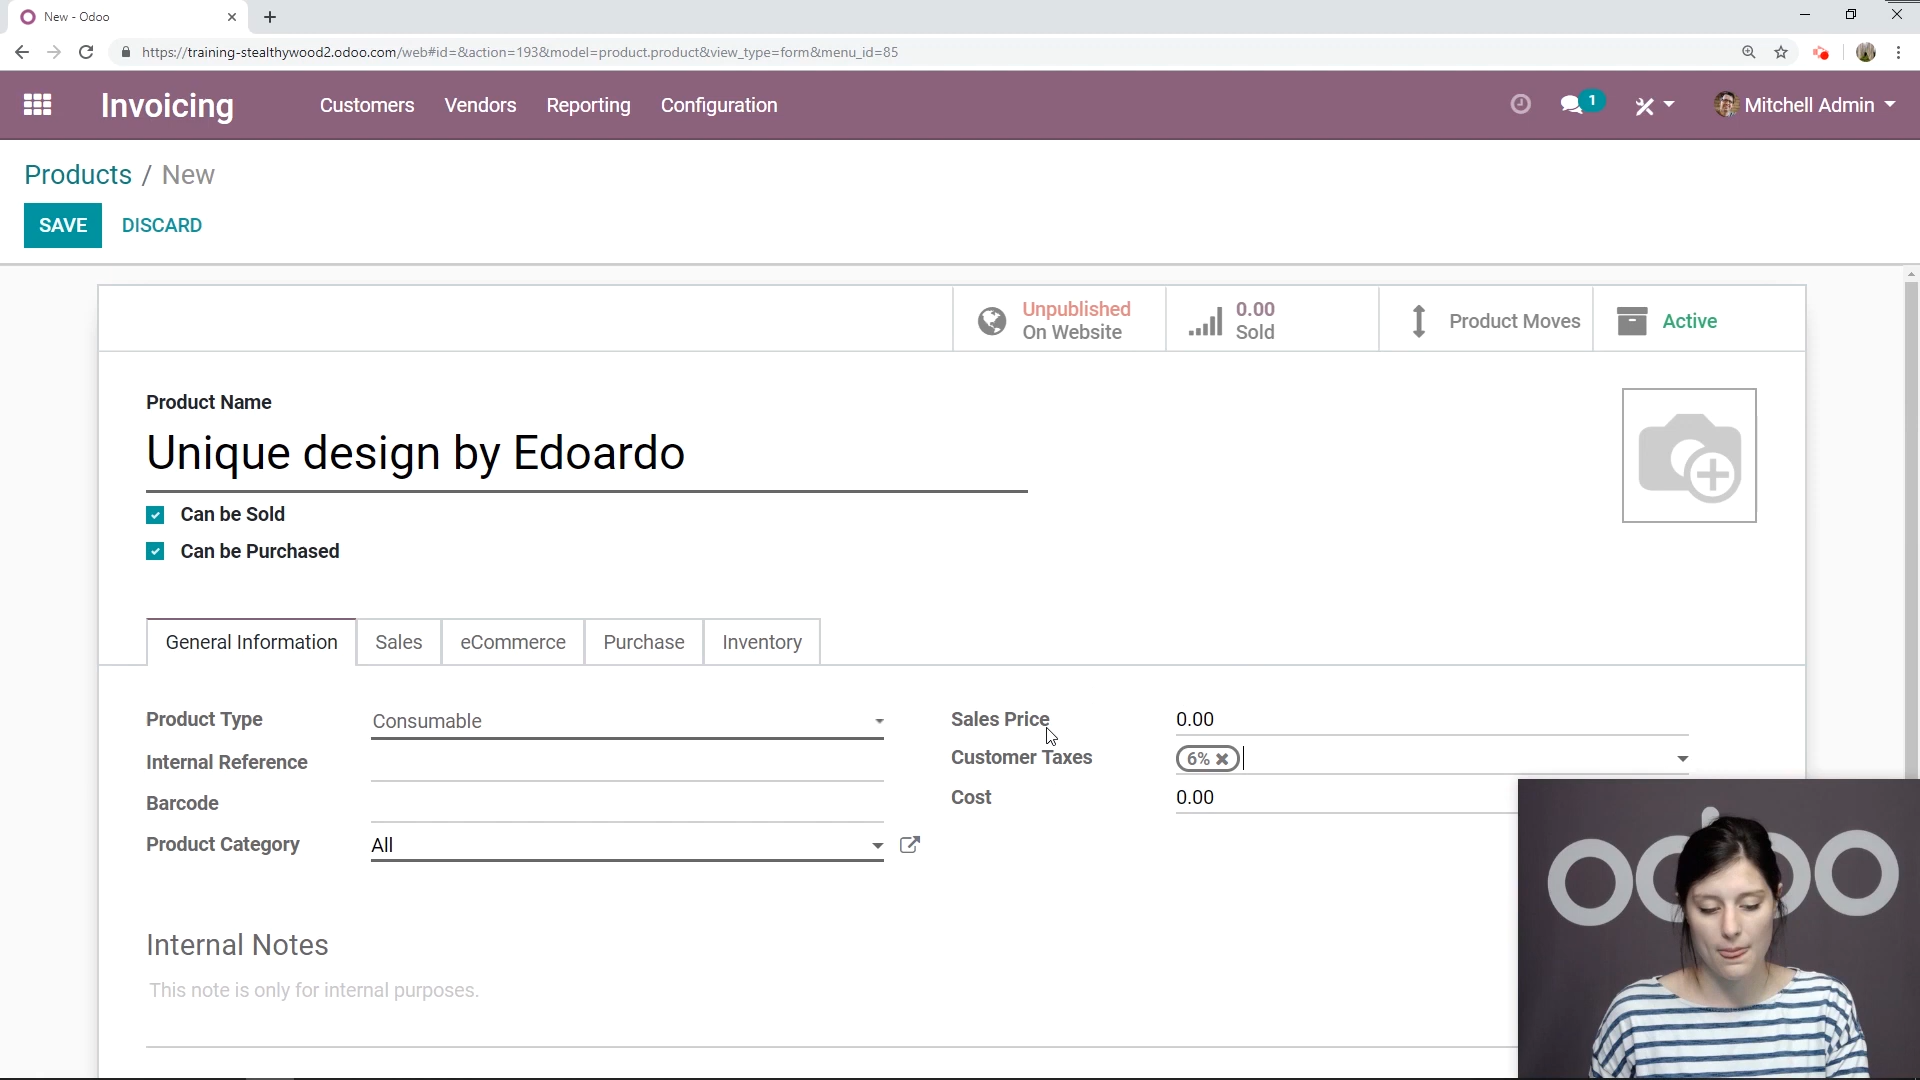 New - Odoo
https://training-stealthywood2.odoo.com/web#id=&action=193&model=product.product&view_type=form&menu_id=85
Invoicing
Customers
Vendors
Reporting
Configuration
1
Mitchell Admin
Products / New
SAVE
DISCARD
Unpublished
On Website
0.00
Sold
Product Moves
Active
Product Name
Unique design by Edoardo
Can be Sold
Can be Purchased
General Information
Sales
eCommerce
Purchase
Inventory
Product Type
Consumable
Sales Price
0.00
Internal Reference
Customer Taxes
6%
Barcode
Cost
0.00
Product Category
All
Internal Notes
This note is only for internal purposes.
odoo